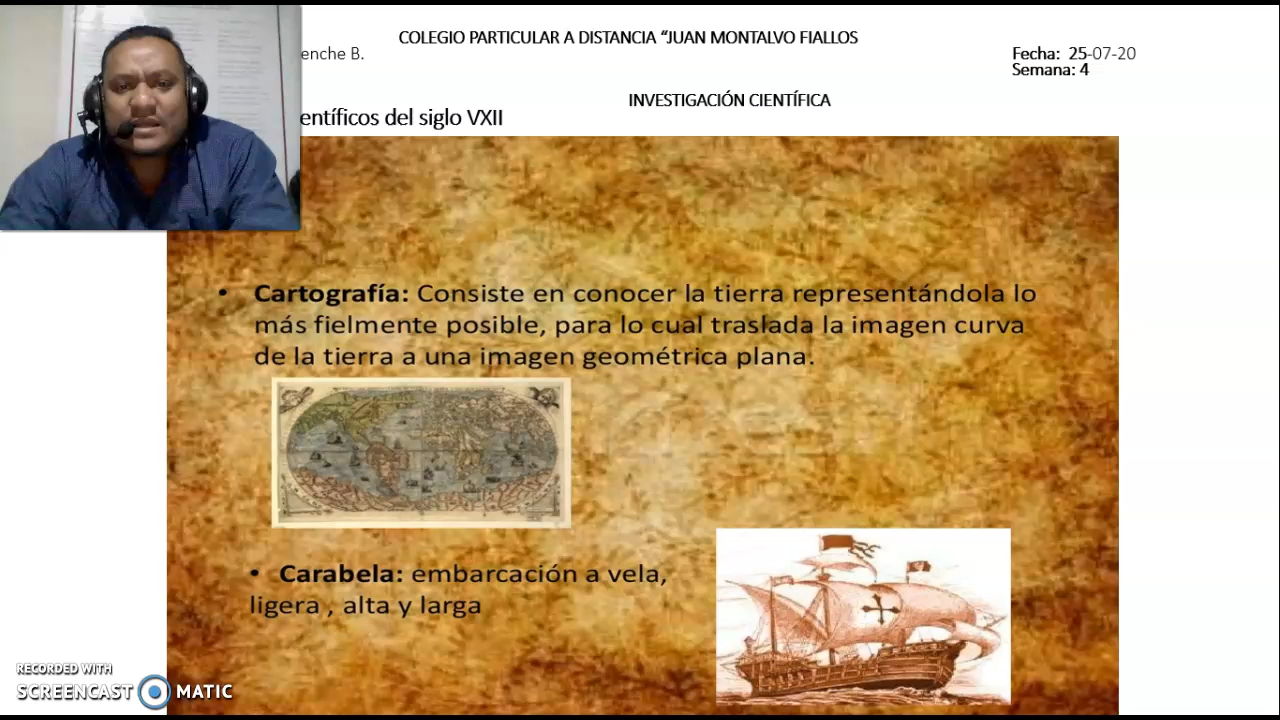 COLEGIO PARTICULAR A DISTANCIA “JUAN MONTALVO FIALLOS
enche B.
Fecha: 25-07-20
Semana: 4
INVESTIGACIÓN CIENTÍFICA
entíficos del siglo VXII
• Cartografía: Consiste en conocer la tierra representándola lo
más fielmente posible, para lo cual traslada la imagen curva
de la tierra a una imagen geométrica plana.
• Carabela: embarcación a vela,
ligera , alta y larga
RECORDED WITH
SCREENCAST MATIC